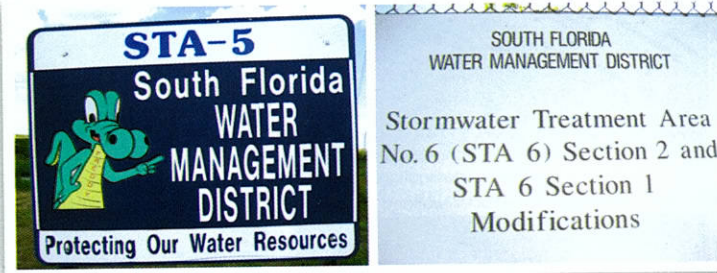 STA-5
South Florida
WATER
MANAGEMENT
DISTRICT
Protecting Our Water Resources
SOUTH FLORIDA
WATER MANAGEMENT DISTRICT
Stormwater Treatment Area
No. 6 (STA 6) Section 2 and
STA 6 Section 1
Modifications